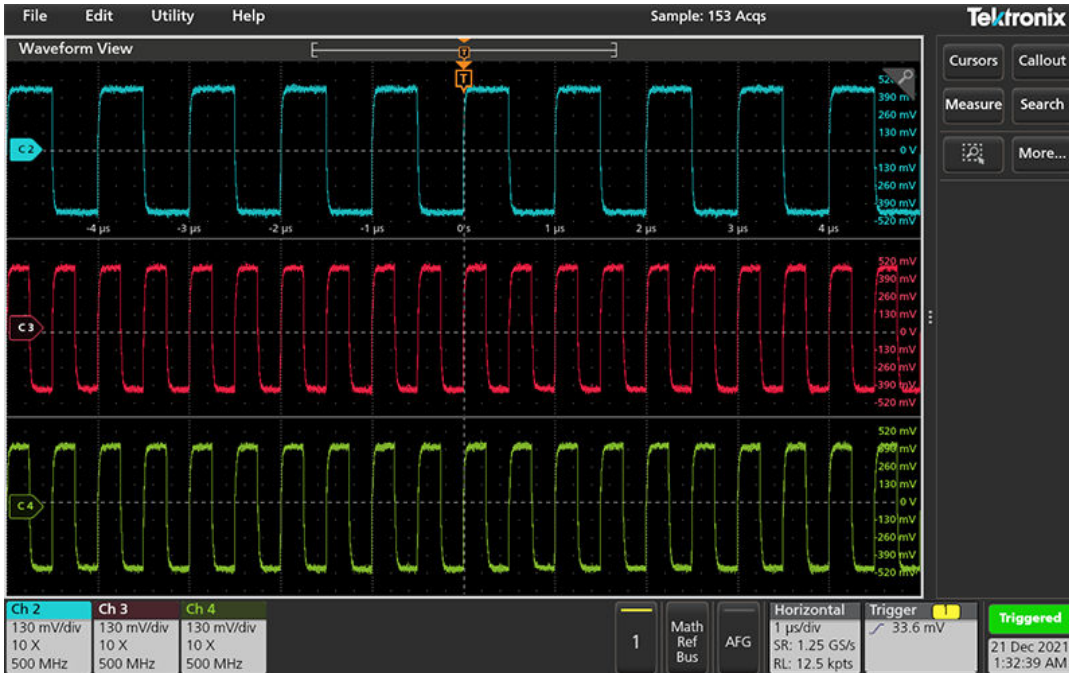 File Edit Utility Help Sample: 153 Acqs Tektronix
Waveform View
Cursors Callout
Measure Search
More...
T
T
390 m
260 mV
130 mV
C 2
0 V
-130 mV
-260 mV
390 mV
-520 mV
-4 µs -3 µs -2 µs -1 µs 0 s 1 µs 2 µs 3 µs 4 µs
520 mV
390 mV
260 mV
130 mV
C 3
0 V
-130 mV
-260 mV
-390 mV
-520 mV
520 mV
390 mV
260 mV
130 mV
C 4
0 V
-130 mV
-260 mV
-390 mV
-520 mV
Ch 2
130 mV/div
10 X
500 MHz
Ch 3
130 mV/div
10 X
500 MHz
Ch 4
130 mV/div
10 X
500 MHz
1
Math
Ref
Bus
AFG
Horizontal
1 µs/div
SR: 1.25 GS/s
RL: 12.5 kpts
Trigger 1
33.6 mV
Triggered
21 Dec 2021
1:32:39 AM